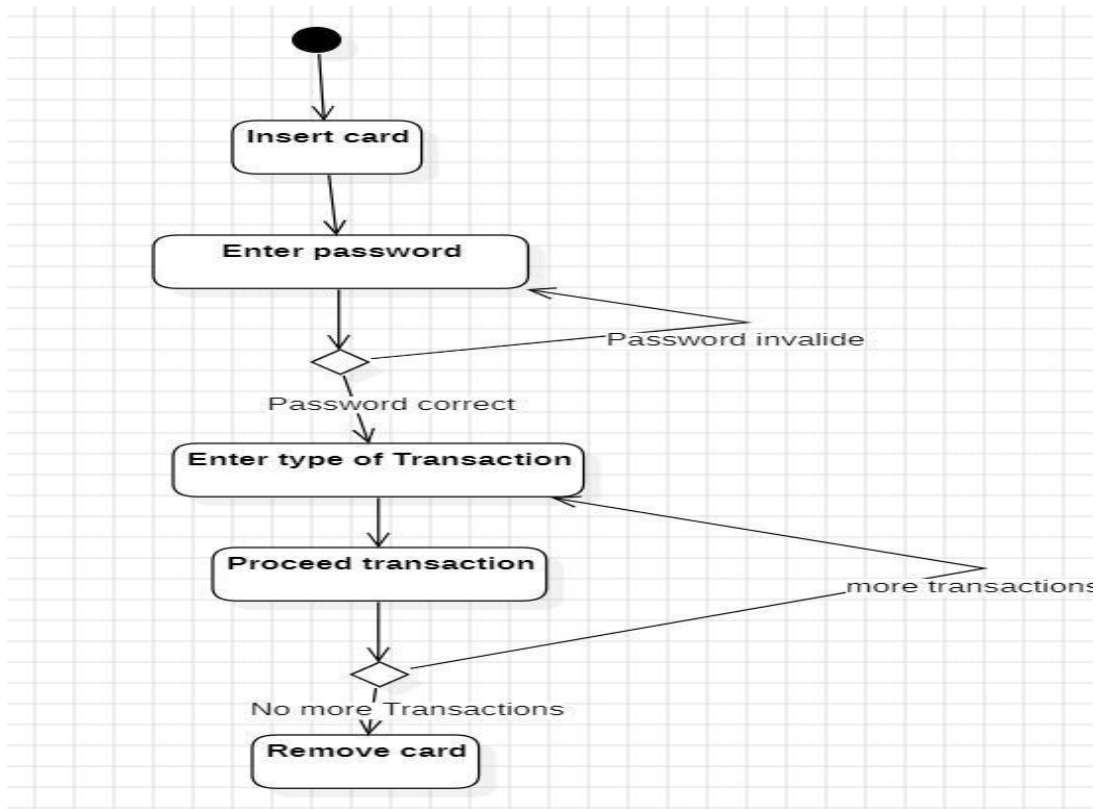 Insert card
Enter password
Password invalide
Password correct
Enter type of Transaction
Proceed transaction
more transactions
No more Transactions
Remove card